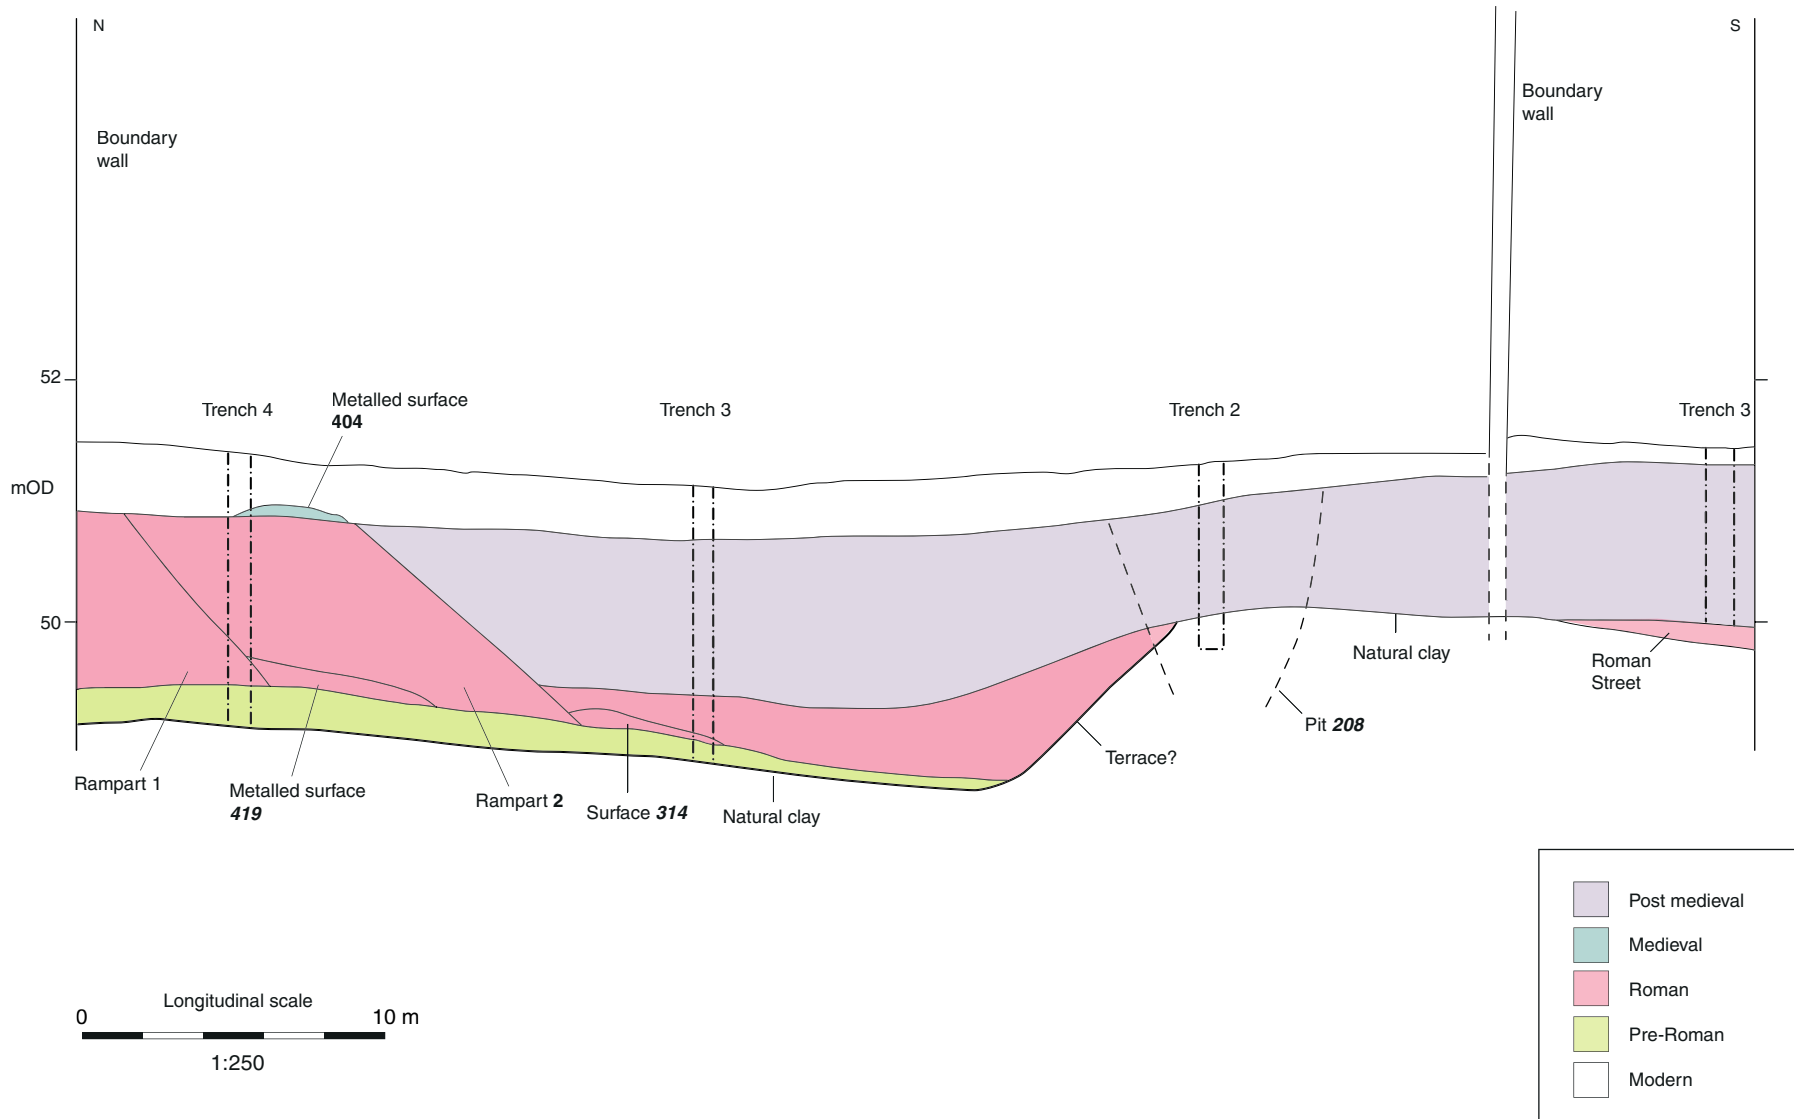 N
S
Boundary
wall
Boundary
wall
52
Metalled surface
404
Trench 4
Trench 3
Trench 2
Trench 3
mOD
50
Natural clay
Roman
Street
Pit 208
Terrace?
Rampart 1
Metalled surface
419
Rampart 2
Surface 314
Natural clay
Post medieval
Medieval
Roman
Pre-Roman
Modern
Longitudinal scale
0 10 m
1:250